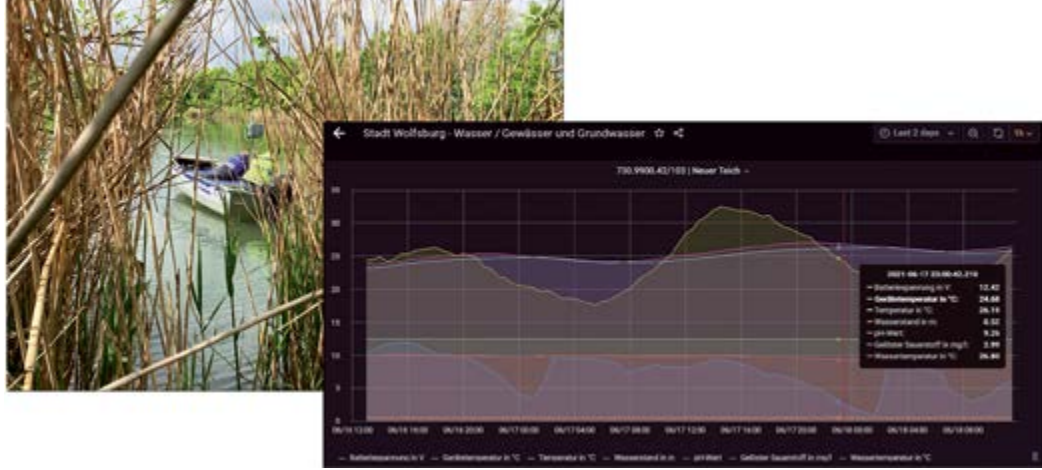 Stadt Wolfsburg - Wasser / Gewässer und Grundwasser
Last 2 days
1h
730.9900.42/103 | Neuer Teich
35
30
25
20
15
10
5
0
2021-06-17 23:00:42.210
Batteriespannung in V: 12.42
Gerätetemperatur in °C: 24.68
Temperatur in °C: 26.16
Wasserstand in m: 0.52
pH-Wert: 9.26
Gelöster Sauerstoff in mg/l: 2.99
Wassertemperatur in °C: 26.80
06/16 12:00 06/16 16:00 06/16 20:00 06/17 00:00 06/17 04:00 06/17 08:00 06/17 12:00 06/17 16:00 06/17 20:00 06/18 00:00 06/18 04:00 06/18 08:00
Batteriespannung in V Gerätetemperatur in °C Temperatur in °C Wasserstand in m pH-Wert Gelöster Sauerstoff in mg/l Wassertemperatur in °C